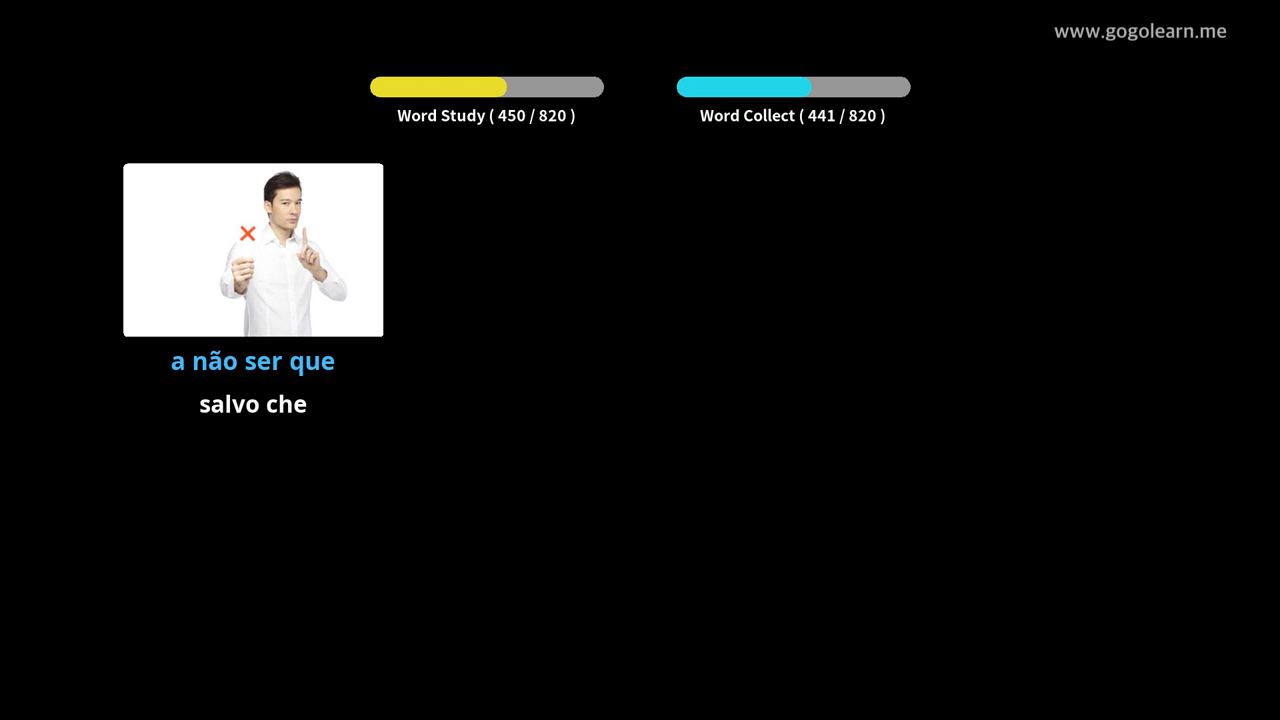 www.gogolearn.me
Word Study ( 450 / 820 )
Word Collect ( 441 / 820 )
a não ser que
salvo che